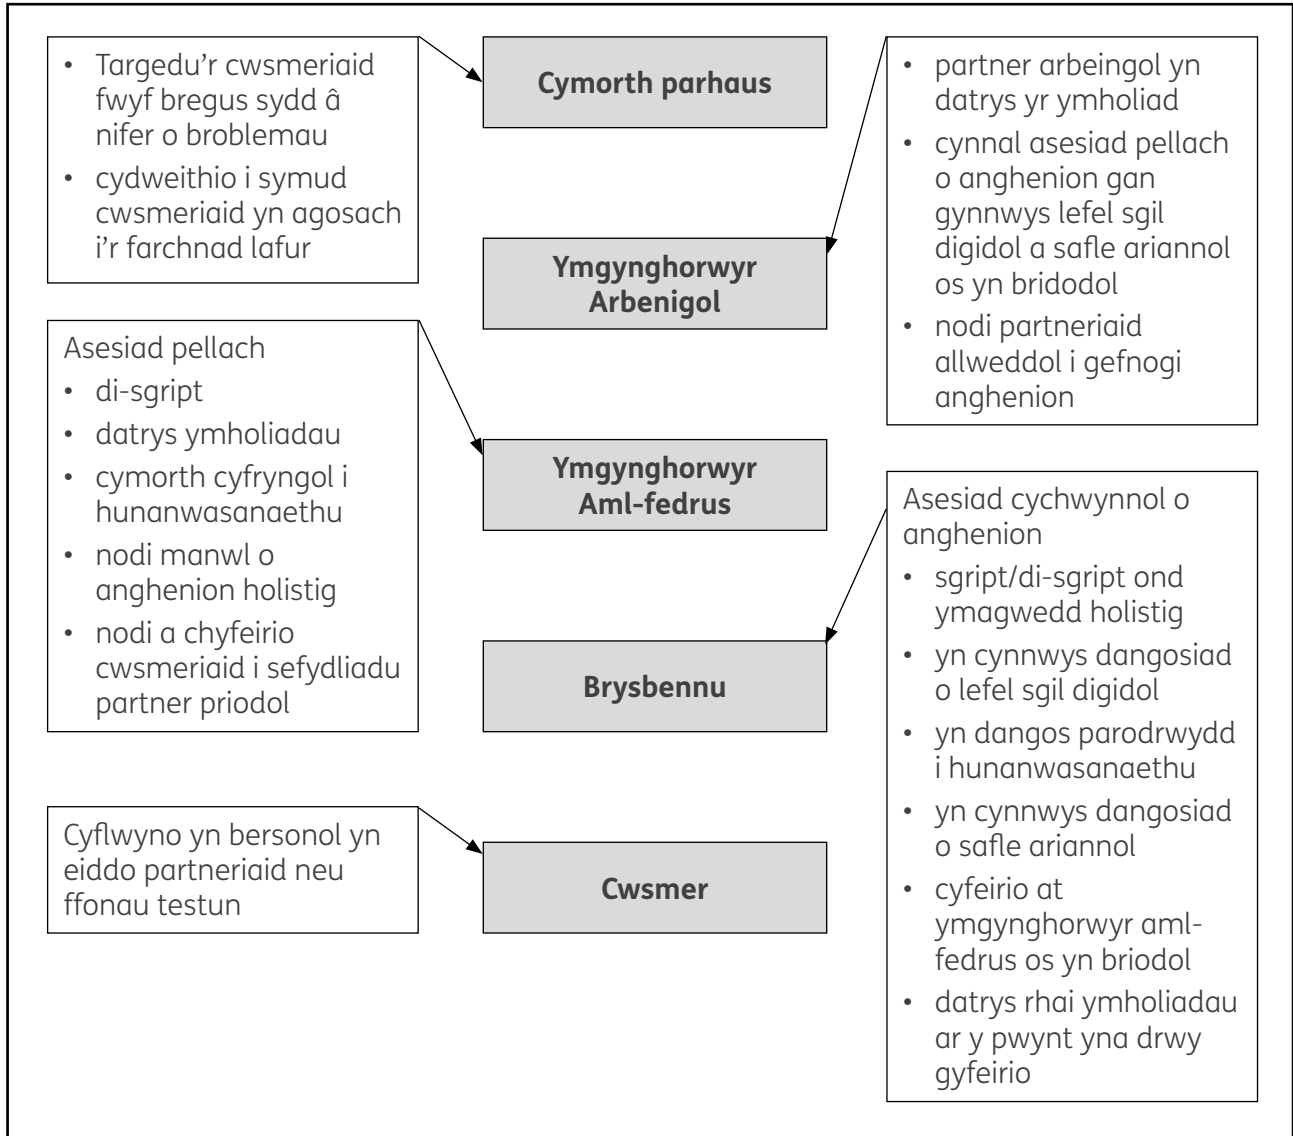 • Targedu'r cwsmeriaid
fwyf bregus sydd â
nifer o broblemau
• cydweithio i symud
cwsmeriaid yn agosach
i'r farchnad lafur
Cymorth parhaus
• partner arbeingol yn
datrys yr ymholiad
• cynnal asesiad pellach
o anghenion gan
gynnwys lefel sgil
digidol a safle ariannol
os yn bridodol
• nodi partneriaid
allweddol i gefnogi
anghenion
Ymgynghorwyr
Arbenigol
Asesiad pellach
• di-sgript
• datrys ymholiadau
• cymorth cyfryngol i
hunanwasanaethu
• nodi manwl o
anghenion holistig
• nodi a chyfeirio
cwsmeriaid i sefydliadu
partner priodol
Ymgynghorwyr
Aml-fedrus
Asesiad cychwynnol o
anghenion
• sgript/di-sgript ond
ymagwedd holistig
• yn cynnwys dangosiad
o lefel sgil digidol
• yn dangos parodrwydd
i hunanwasanaethu
• yn cynnwys dangosiad
o safle ariannol
• cyfeirio at
ymgynghorwyr aml-
fedrus os yn briodol
• datrys rhai ymholiadau
ar y pwynt yna drwy
gyfeirio
Brysbennu
Cyflwyno yn bersonol yn
eiddo partneriaid neu
ffonau testun
Cwsmer